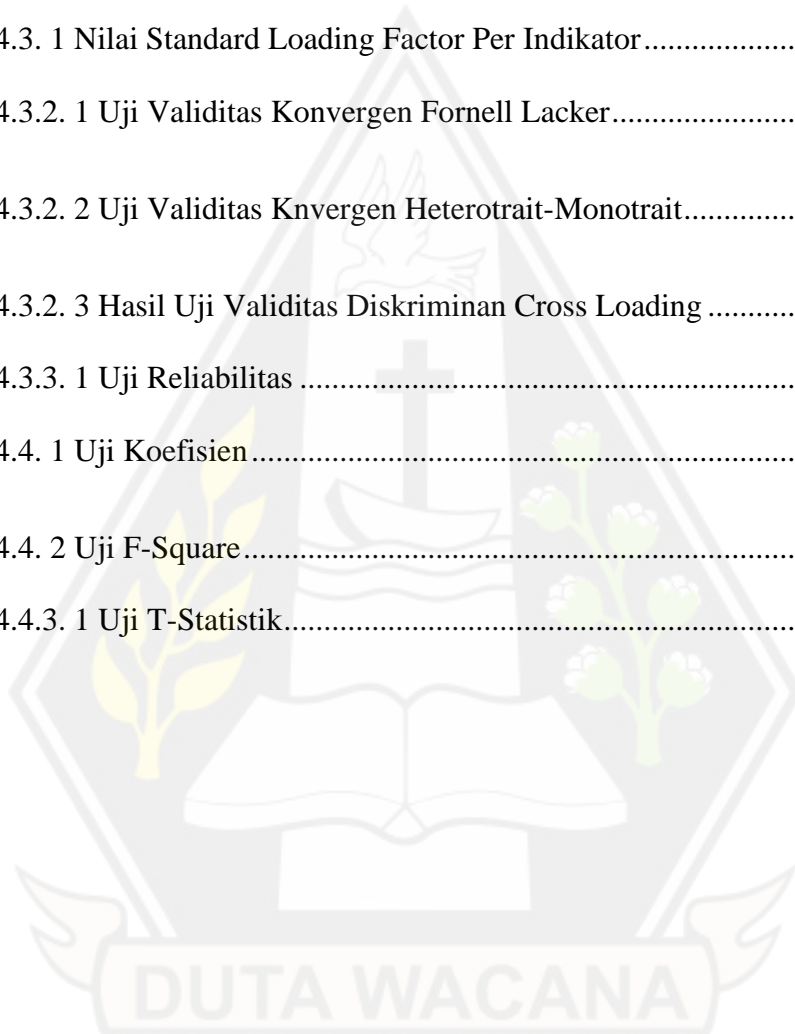 4.3. 1 Nilai Standard Loading Factor Per Indikator...................
4.3.2. 1 Uji Validitas Konvergen Fornell Lacker.......................
4.3.2. 2 Uji Validitas Knvergen Heterotrait-Monotrait..............
4.3.2. 3 Hasil Uji Validitas Diskriminan Cross Loading ...........
4.3.3. 1 Uji Reliabilitas ...............................................................
4.4. 1 Uji Koefisien.....................................................................
4.4. 2 Uji F-Square......................................................................
4.4.3. 1 Uji T-Statistik.................................................................
DUTA WACANA